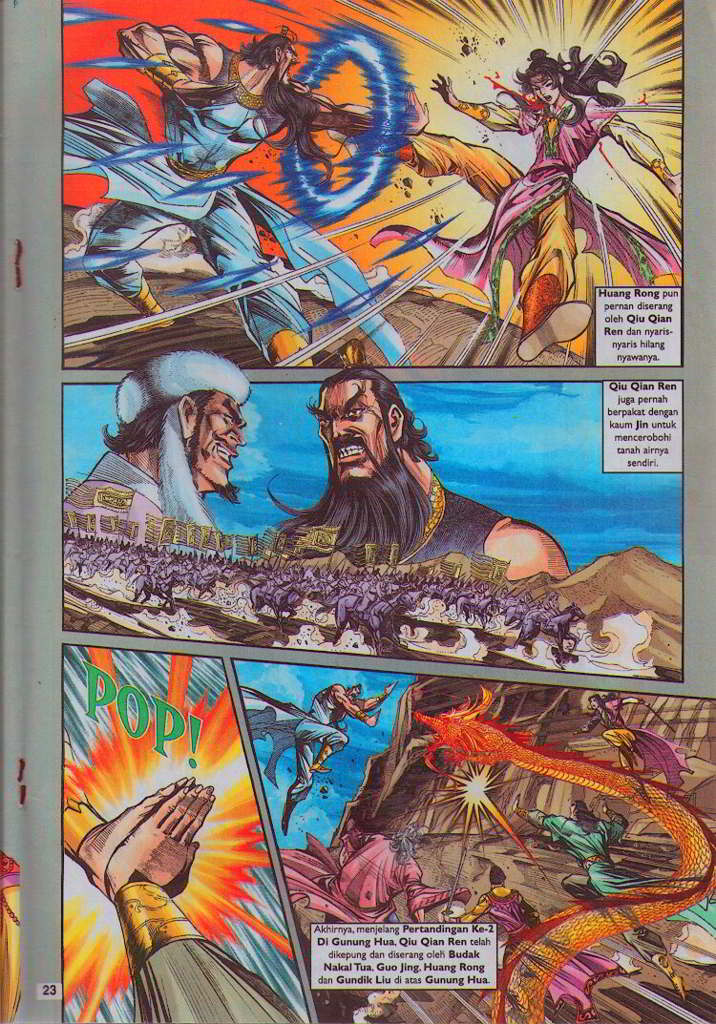 Huang Rong pun
pernan diserang
oleh Qiu Qian
Ren dan nyaris-
nyaris hilang
nyawanya.
Qiu Qian Ren
juga pernah
berpakat dengan
kaum Jin untuk
mencerobohi
tanah airnya
sendiri.
POP!
Akhirnya, menjelang Pertandingan Ke-2
Di Gunung Hua, Qiu Qian Ren telah
dikepung dan diserang oleh Budak
Nakal Tua, Guo Jing, Huang Rong
dan Gundik Liu di atas Gunung Hua.
23